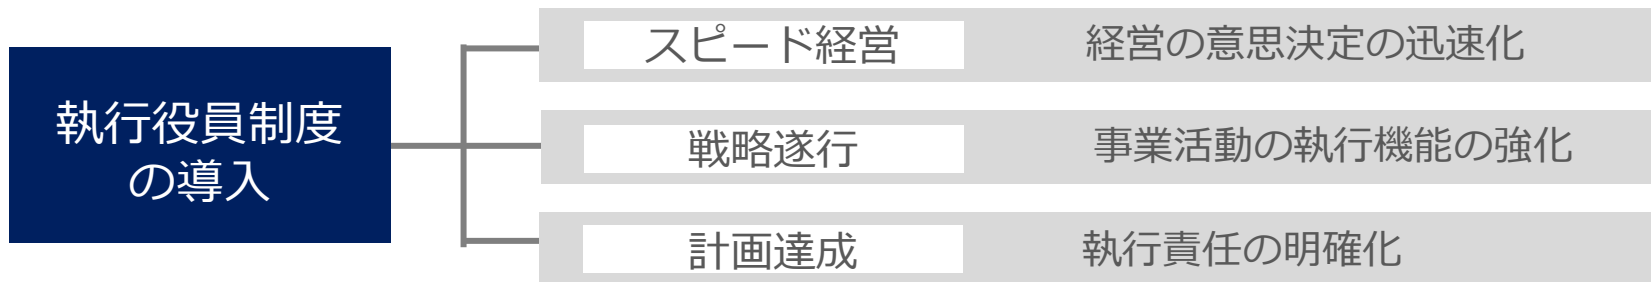 執行役員制度
の導入
スピード経営
経営の意思決定の迅速化
戦略遂行
事業活動の執行機能の強化
計画達成
執行責任の明確化